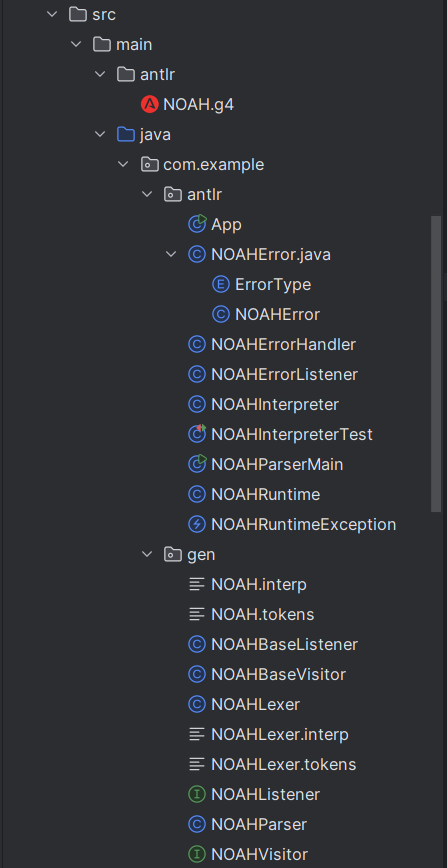 src
main
antlr
NOAH.g4
java
com.example
antlr
App
NOAHError.java
ErrorType
NOAHError
NOAHErrorHandler
NOAHErrorListener
NOAHInterpreter
NOAHInterpreterTest
NOAHParserMain
NOAHRuntime
NOAHRuntimeException
gen
NOAH.interp
NOAH.tokens
NOAHBaseListener
NOAHBaseVisitor
NOAHLexer
NOAHLexer.interp
NOAHLexer.tokens
NOAHListener
NOAHParser
NOAHVisitor